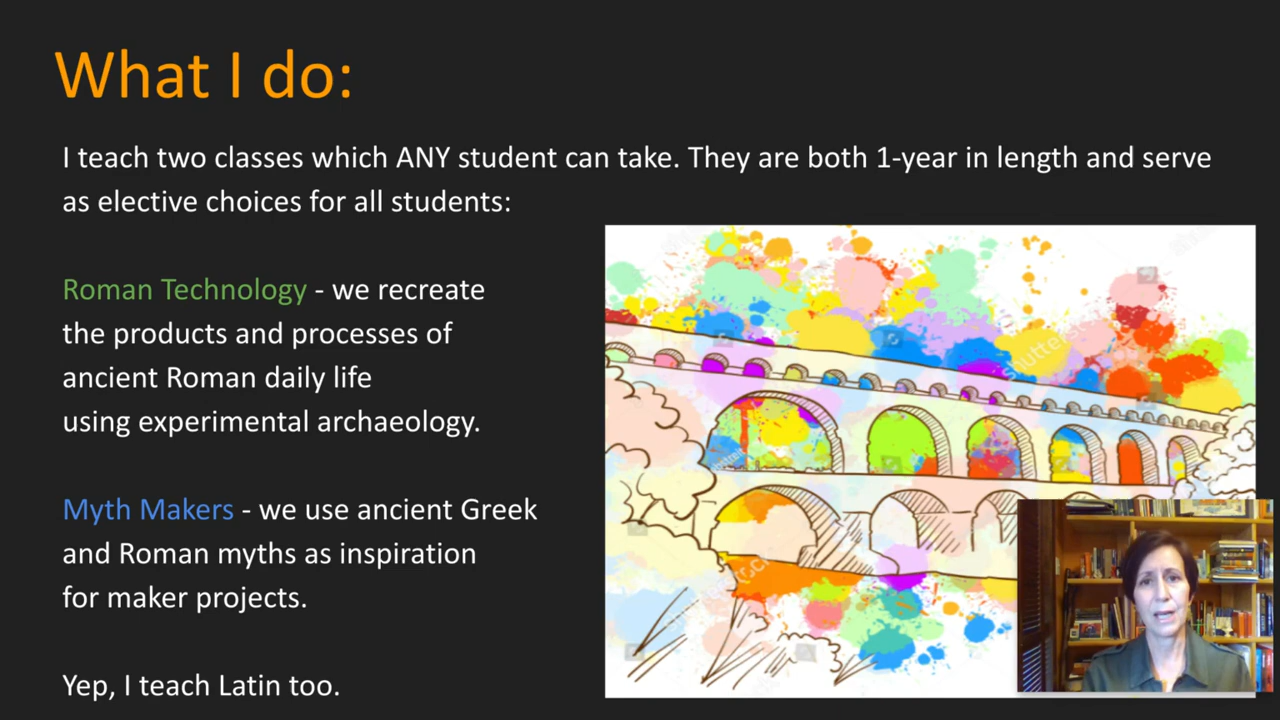 What I do:
I teach two classes which ANY student can take. They are both 1-year in length and serve
as elective choices for all students:
Roman Technology - we recreate
the products and processes of
ancient Roman daily life
using experimental archaeology.
Myth Makers - we use ancient Greek
and Roman myths as inspiration
for maker projects.
Yep, I teach Latin too.